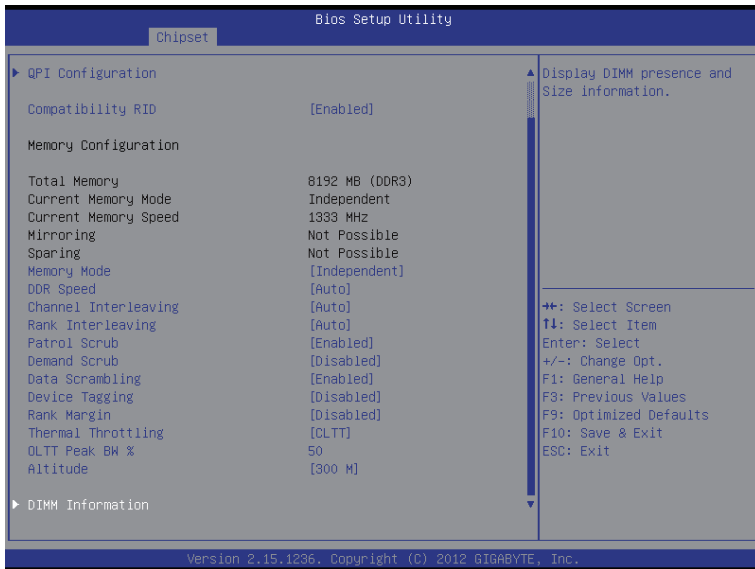 Bios Setup Utility
Chipset
QPI Configuration
Compatibility RID [Enabled]
Memory Configuration
Total Memory 8192 MB (DDR3)
Current Memory Mode Independent
Current Memory Speed 1333 MHz
Mirroring Not Possible
Sparing Not Possible
Memory Mode [Independent]
DDR Speed [Auto]
Channel Interleaving [Auto]
Rank Interleaving [Auto]
Patrol Scrub [Enabled]
Demand Scrub [Disabled]
Data Scrambling [Enabled]
Device Tagging [Disabled]
Rank Margin [Disabled]
Thermal Throttling [CLTT]
OLTT Peak BW % 50
Altitude [300 M]
DIMM Information
Display DIMM presence and
Size information.
→←: Select Screen
↑↓: Select Item
Enter: Select
+/-: Change Opt.
F1: General Help
F3: Previous Values
F9: Optimized Defaults
F10: Save & Exit
ESC: Exit
Version 2.15.1236. Copyright (C) 2012 GIGABYTE, Inc.